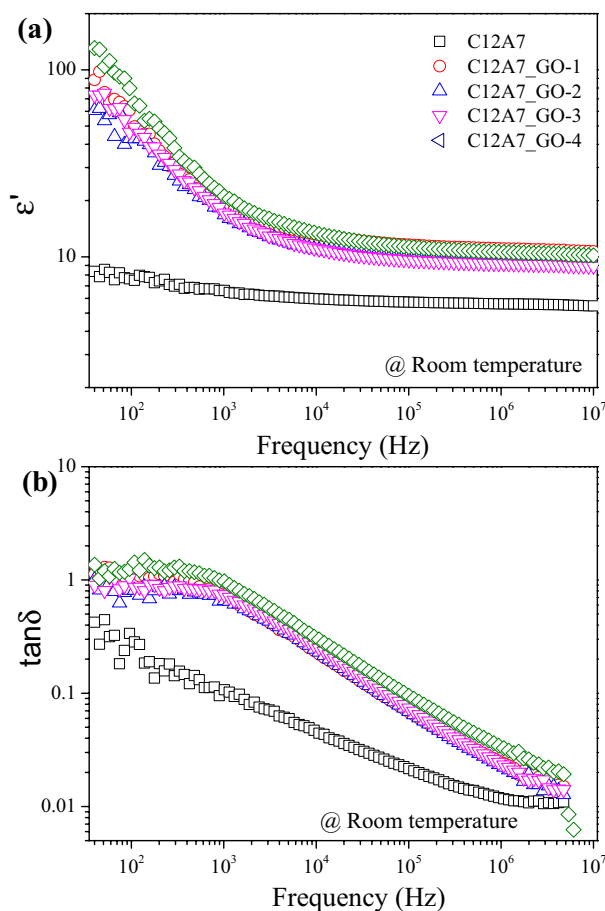 (a)
C12A7
C12A7_GO-1
C12A7_GO-2
C12A7_GO-3
C12A7_GO-4
100
10
ε'
@ Room temperature
10² 10³ 10⁴ 10⁵ 10⁶ 10⁷
Frequency (Hz)
(b)
10
1
0.1
0.01
tanδ
@ Room temperature
10² 10³ 10⁴ 10⁵ 10⁶ 10⁷
Frequency (Hz)